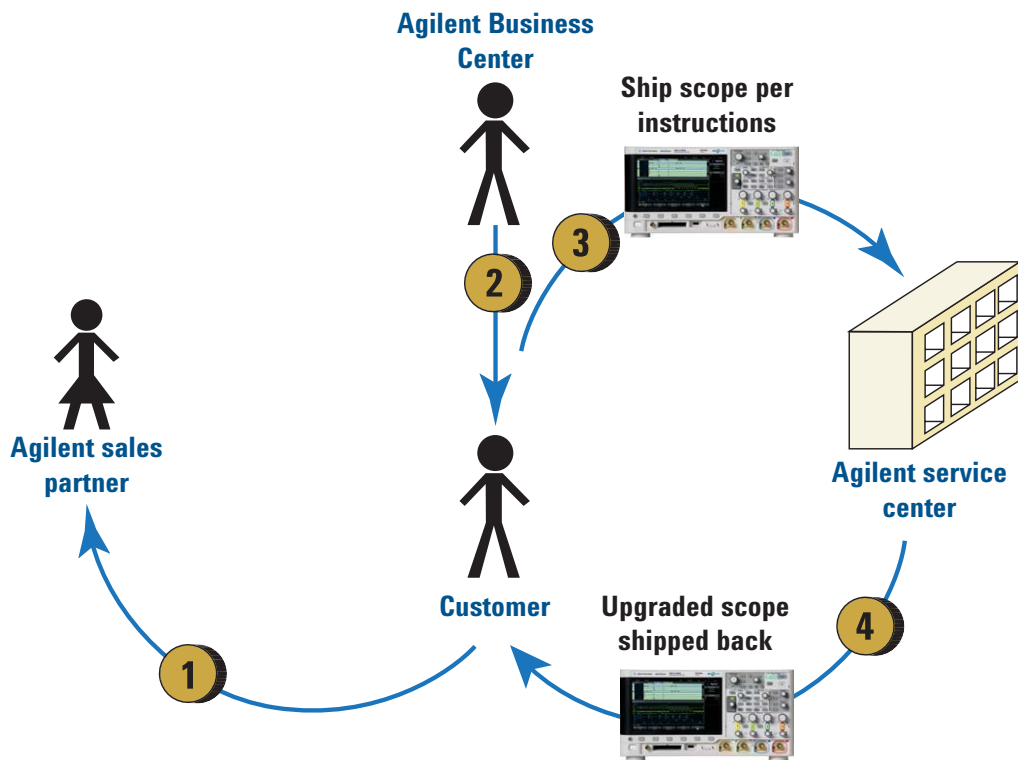 Agilent Business
Center
Ship scope per
instructions
3
2
Agilent sales
partner
Agilent service
center
Customer
Upgraded scope
shipped back
4
1